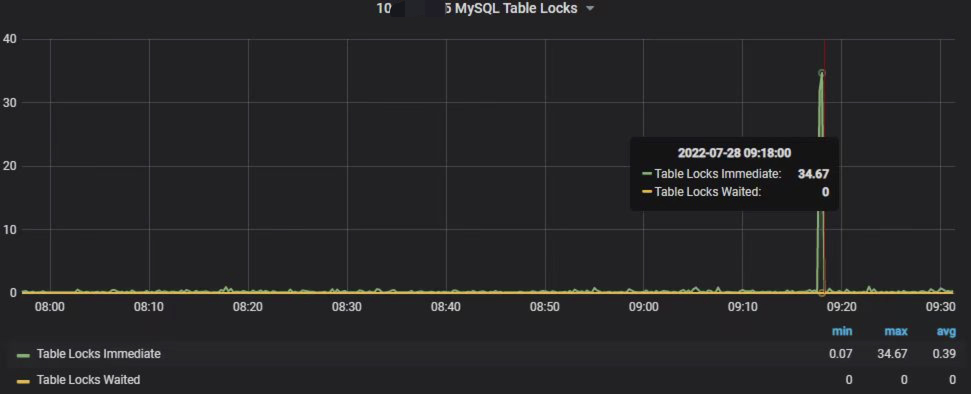 10 5 MySQL Table Locks
40
30
20
10
0
2022-07-28 09:18:00
Table Locks Immediate: 34.67
Table Locks Waited: 0
08:00 08:10 08:20 08:30 08:40 08:50 09:00 09:10 09:20 09:30
min max avg
Table Locks Immediate 0.07 34.67 0.39
Table Locks Waited 0 0 0